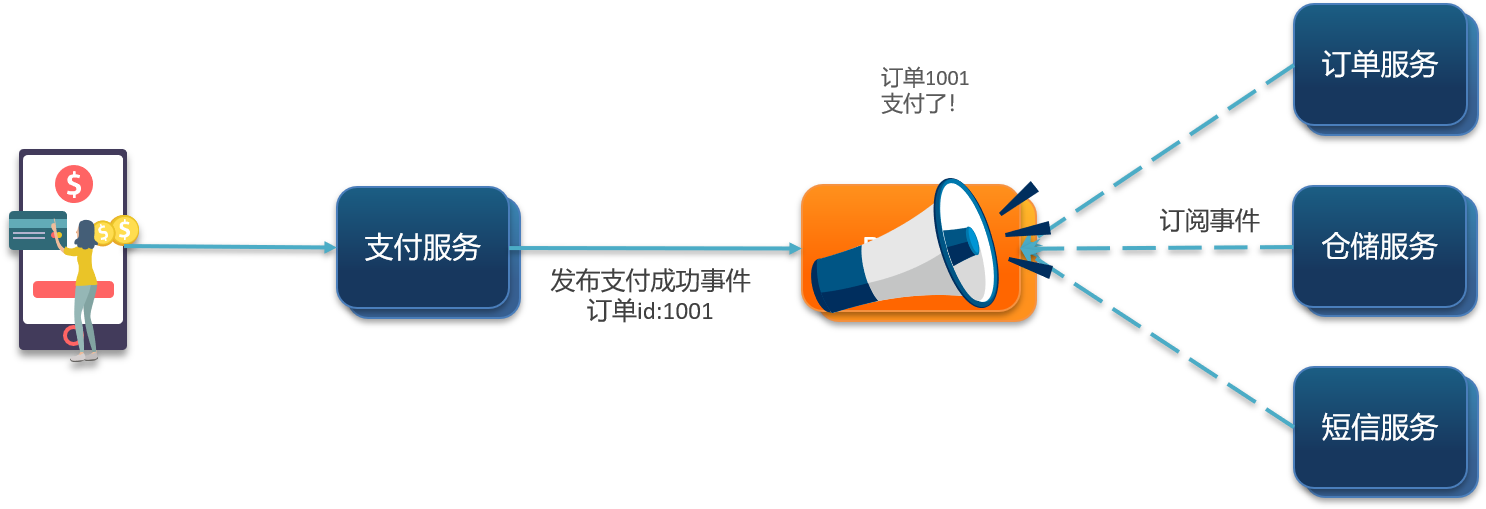 订单1001
支付了！
订单服务
支付服务
发布支付成功事件
订单id:1001
订阅事件
仓储服务
短信服务